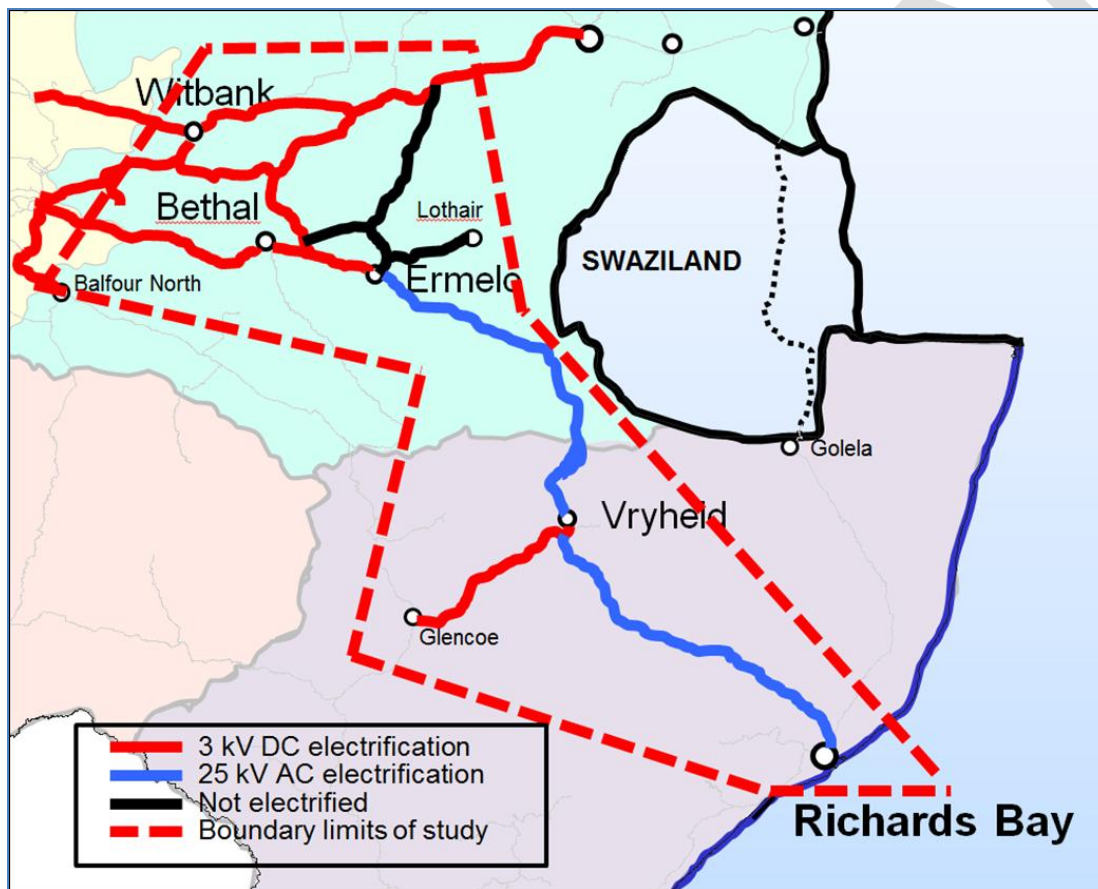 Witbank
Bethal
Lothair
SWAZILAND
Ermelo
Balfour North
Golela
Vryheid
Glencoe
3 kV DC electrification
25 kV AC electrification
Not electrified
Boundary limits of study
Richards Bay